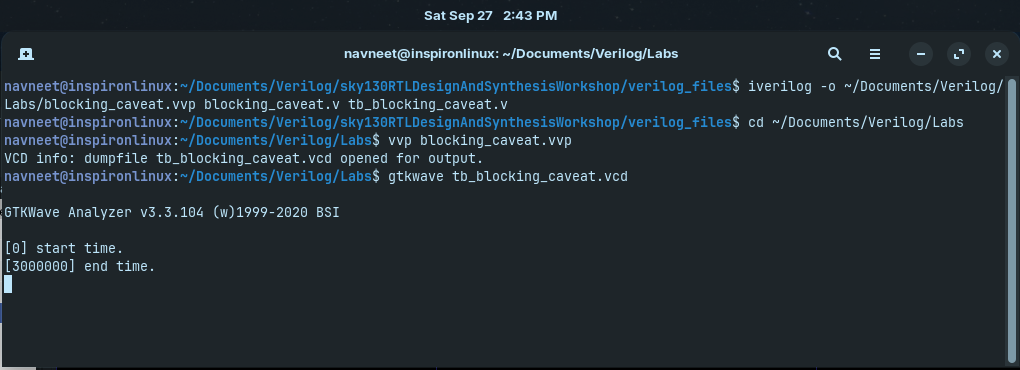 Sat Sep 27 2:43 PM
navneet@inspironlinux: ~/Documents/Verilog/Labs
navneet@inspironlinux:~/Documents/Verilog/sky130RTLDesignAndSynthesisWorkshop/verilog_files$ iverilog -o ~/Documents/Verilog/
Labs/blocking_caveat.vvp blocking_caveat.v tb_blocking_caveat.v
navneet@inspironlinux:~/Documents/Verilog/sky130RTLDesignAndSynthesisWorkshop/verilog_files$ cd ~/Documents/Verilog/Labs
navneet@inspironlinux:~/Documents/Verilog/Labs$ vvp blocking_caveat.vvp
VCD info: dumpfile tb_blocking_caveat.vcd opened for output.
navneet@inspironlinux:~/Documents/Verilog/Labs$ gtkwave tb_blocking_caveat.vcd
GTKWave Analyzer v3.3.104 (w)1999-2020 BSI
[0] start time.
[3000000] end time.